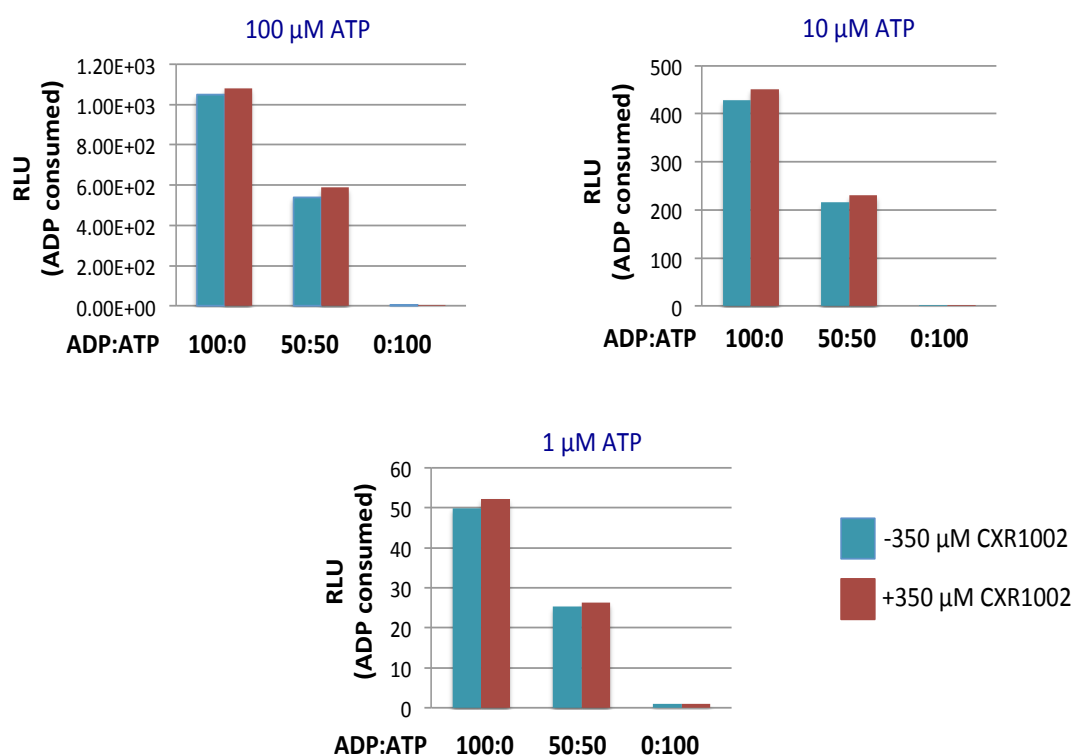 100 µM ATP
1.20E+03
1.00E+03
8.00E+02
6.00E+02
4.00E+02
2.00E+02
0.00E+00
RLU
(ADP consumed)
ADP:ATP 100:0 50:50 0:100
10 µM ATP
500
400
300
200
100
0
RLU
(ADP consumed)
ADP:ATP 100:0 50:50 0:100
1 µM ATP
60
50
40
30
20
10
0
RLU
(ADP consumed)
ADP:ATP 100:0 50:50 0:100
-350 µM CXR1002
+350 µM CXR1002